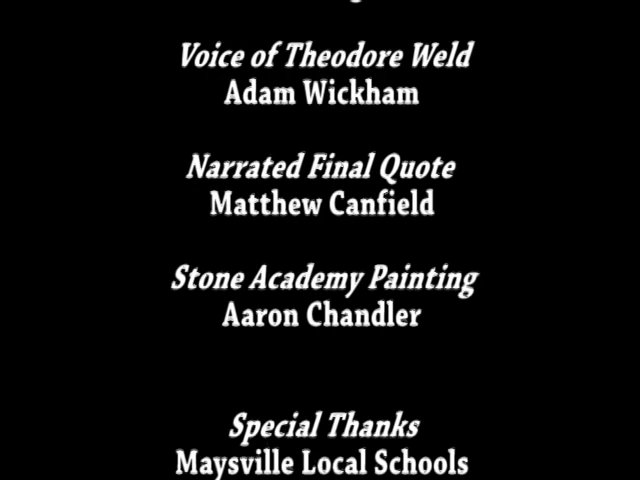 Voice of Theodore Weld
Adam Wickham
Narrated Final Quote
Matthew Canfield
Stone Academy Painting
Aaron Chandler
Special Thanks
Maysville Local Schools